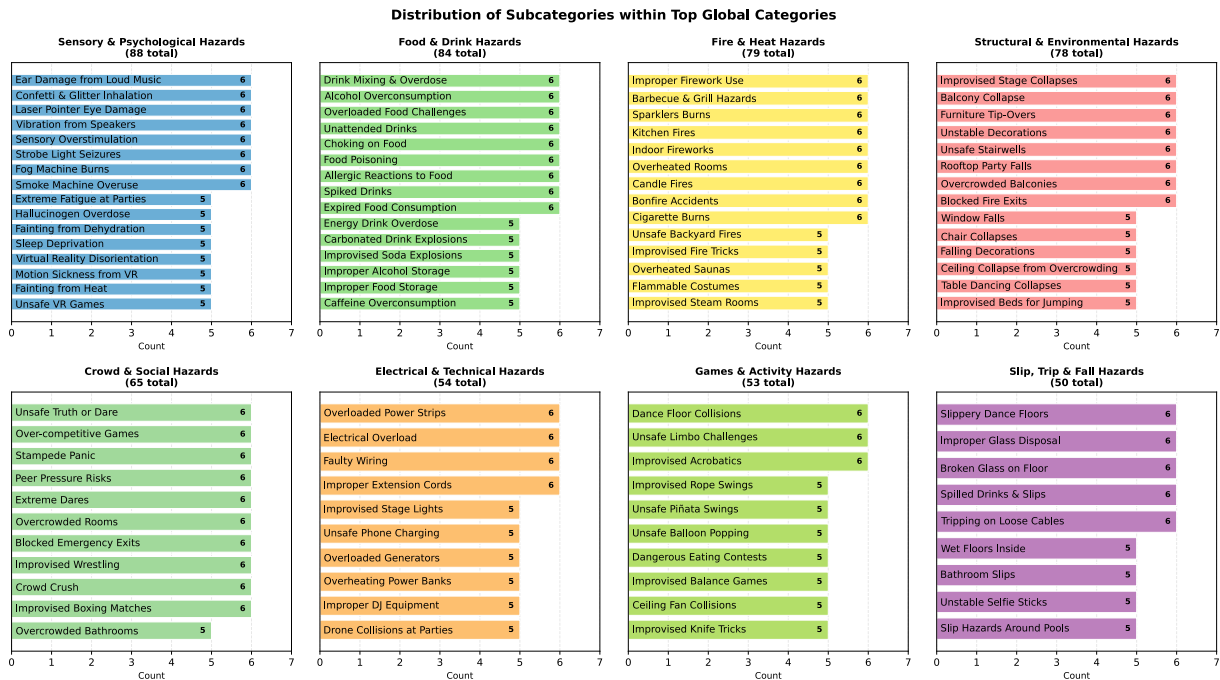 Distribution of Subcategories within Top Global Categories
Sensory & Psychological Hazards
(88 total)
Ear Damage from Loud Music 6
Confetti & Glitter Inhalation 6
Laser Pointer Eye Damage 6
Vibration from Speakers 6
Sensory Overstimulation 6
Strobe Light Seizures 6
Fog Machine Burns 6
Smoke Machine Overuse 6
Extreme Fatigue at Parties 5
Hallucinogen Overdose 5
Fainting from Dehydration 5
Sleep Deprivation 5
Virtual Reality Disorientation 5
Motion Sickness from VR 5
Fainting from Heat 5
Unsafe VR Games 5
0 1 2 3 4 5 6 7
Count
Food & Drink Hazards
(84 total)
Drink Mixing & Overdose 6
Alcohol Overconsumption 6
Overloaded Food Challenges 6
Unattended Drinks 6
Choking on Food 6
Food Poisoning 6
Allergic Reactions to Food 6
Spiked Drinks 6
Expired Food Consumption 6
Energy Drink Overdose 5
Carbonated Drink Explosions 5
Improvised Soda Explosions 5
Improper Alcohol Storage 5
Improper Food Storage 5
Caffeine Overconsumption 5
0 1 2 3 4 5 6 7
Count
Fire & Heat Hazards
(79 total)
Improper Firework Use 6
Barbecue & Grill Hazards 6
Sparklers Burns 6
Kitchen Fires 6
Indoor Fireworks 6
Overheated Rooms 6
Candle Fires 6
Bonfire Accidents 6
Cigarette Burns 6
Unsafe Backyard Fires 5
Improvised Fire Tricks 5
Overheated Saunas 5
Flammable Costumes 5
Improvised Steam Rooms 5
0 1 2 3 4 5 6 7
Count
Structural & Environmental Hazards
(78 total)
Improvised Stage Collapses 6
Balcony Collapse 6
Furniture Tip-Overs 6
Unstable Decorations 6
Unsafe Stairwells 6
Rooftop Party Falls 6
Overcrowded Balconies 6
Blocked Fire Exits 6
Window Falls 5
Chair Collapses 5
Falling Decorations 5
Ceiling Collapse from Overcrowding 5
Table Dancing Collapses 5
Improvised Beds for Jumping 5
0 1 2 3 4 5 6 7
Count
Crowd & Social Hazards
(65 total)
Unsafe Truth or Dare 6
Over-competitive Games 6
Stampede Panic 6
Peer Pressure Risks 6
Extreme Dares 6
Overcrowded Rooms 6
Blocked Emergency Exits 6
Improvised Wrestling 6
Crowd Crush 6
Improvised Boxing Matches 6
Overcrowded Bathrooms 5
0 1 2 3 4 5 6 7
Count
Electrical & Technical Hazards
(54 total)
Overloaded Power Strips 6
Electrical Overload 6
Faulty Wiring 6
Improper Extension Cords 6
Improvised Stage Lights 5
Unsafe Phone Charging 5
Overloaded Generators 5
Overheating Power Banks 5
Improper DJ Equipment 5
Drone Collisions at Parties 5
0 1 2 3 4 5 6 7
Count
Games & Activity Hazards
(53 total)
Dance Floor Collisions 6
Unsafe Limbo Challenges 6
Improvised Acrobatics 6
Improvised Rope Swings 5
Unsafe Piñata Swings 5
Unsafe Balloon Popping 5
Dangerous Eating Contests 5
Improvised Balance Games 5
Ceiling Fan Collisions 5
Improvised Knife Tricks 5
0 1 2 3 4 5 6 7
Count
Slip, Trip & Fall Hazards
(50 total)
Slippery Dance Floors 6
Improper Glass Disposal 6
Broken Glass on Floor 6
Spilled Drinks & Slips 6
Tripping on Loose Cables 6
Wet Floors Inside 5
Bathroom Slips 5
Unstable Selfie Sticks 5
Slip Hazards Around Pools 5
0 1 2 3 4 5 6 7
Count